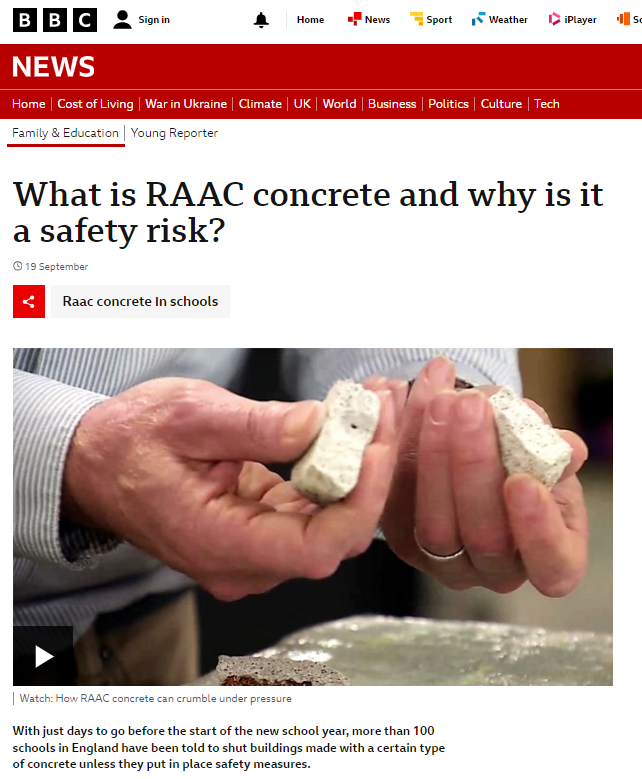 BBC Sign in Home News Sport Weather iPlayer
NEWS
Home Cost of Living War in Ukraine Climate UK World Business Politics Culture Tech
Family & Education Young Reporter
What is RAAC concrete and why is it
a safety risk?
19 September
Raac concrete in schools
Watch: How RAAC concrete can crumble under pressure
With just days to go before the start of the new school year, more than 100
schools in England have been told to shut buildings made with a certain type
of concrete unless they put in place safety measures.